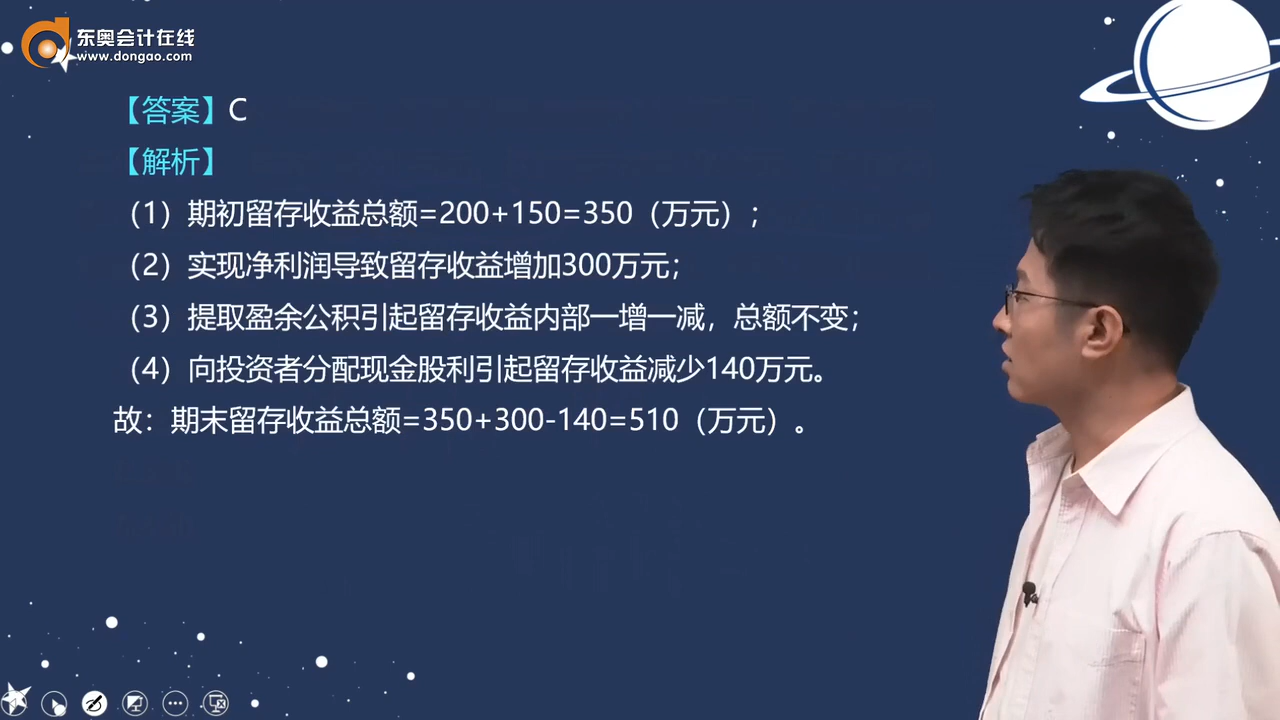 东奥会计在线
www.dongao.com
【答案】C
【解析】
（1）期初留存收益总额=200+150=350（万元）；
（2）实现净利润导致留存收益增加300万元；
（3）提取盈余公积引起留存收益内部一增一减，总额不变；
（4）向投资者分配现金股利引起留存收益减少140万元。
故：期末留存收益总额=350+300-140=510（万元）。